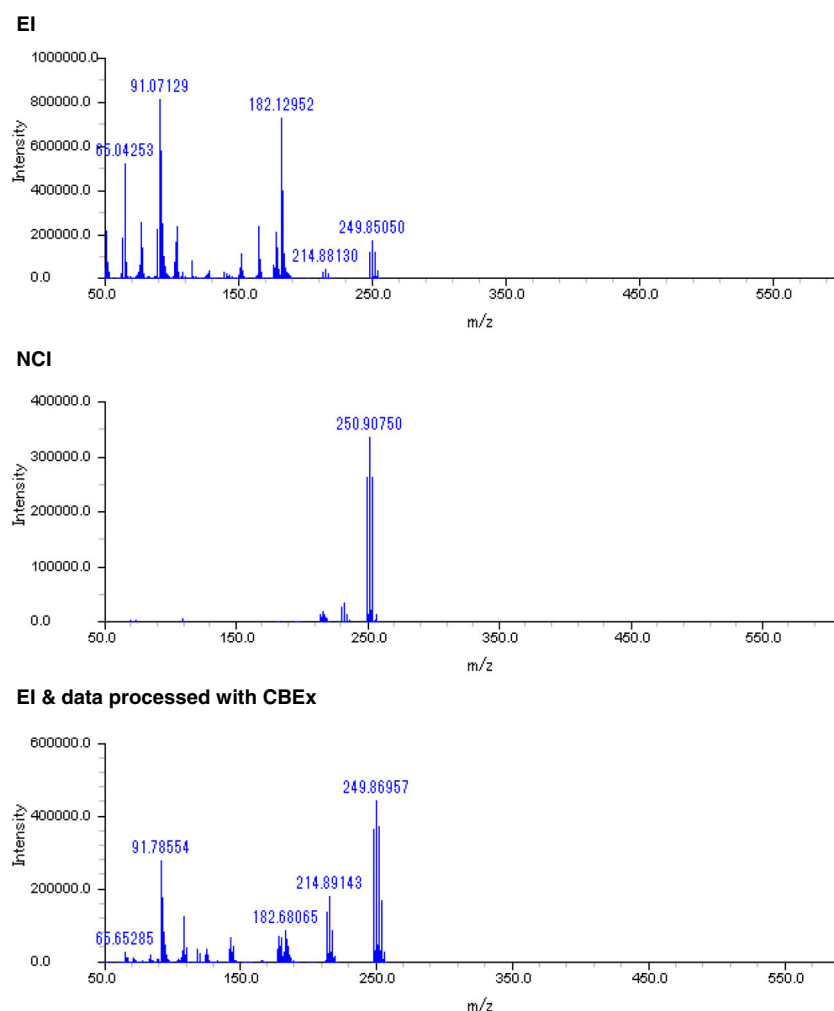 EI
1000000.0
800000.0
600000.0
400000.0
200000.0
0.0
Intensity
91.07129
182.12952
65.04253
249.85050
214.88130
50.0 150.0 250.0 350.0 450.0 550.0
m/z
NCI
400000.0
300000.0
200000.0
100000.0
0.0
Intensity
250.90750
50.0 150.0 250.0 350.0 450.0 550.0
m/z
EI & data processed with CBEx
600000.0
400000.0
200000.0
0.0
Intensity
249.86957
91.78554
214.89143
182.68065
65.65285
50.0 150.0 250.0 350.0 450.0 550.0
m/z